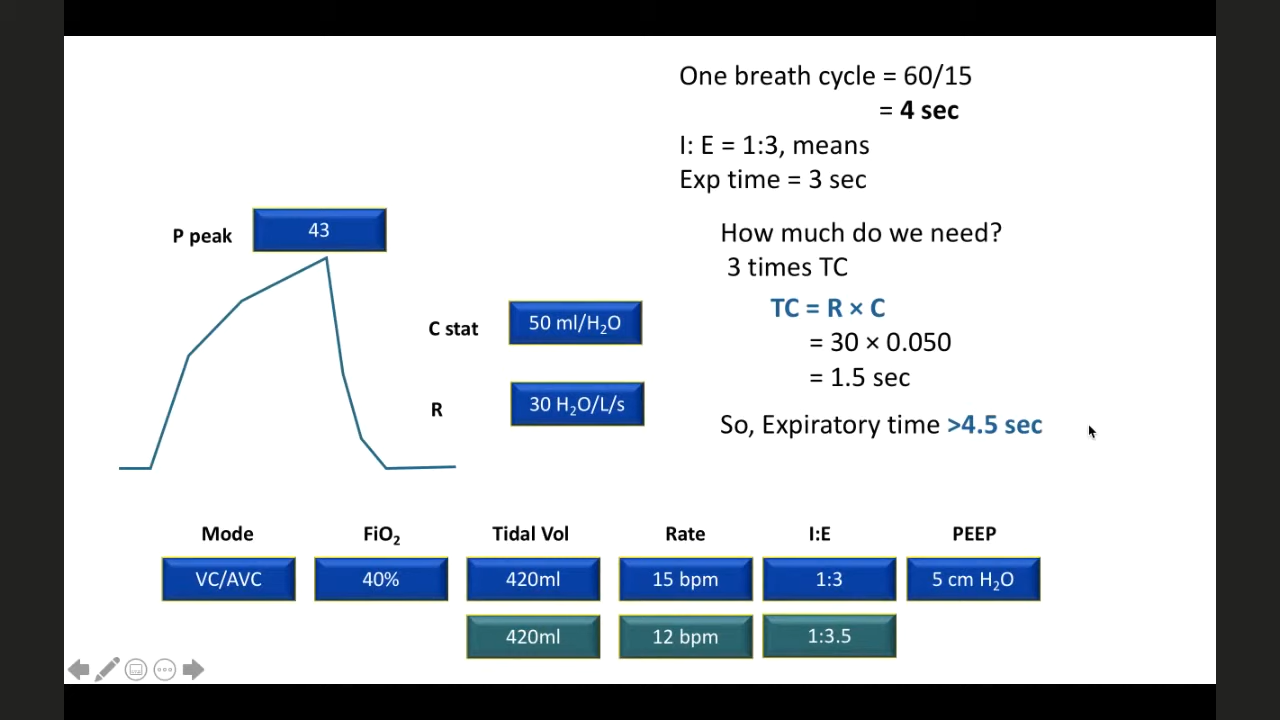 One breath cycle = 60/15
= 4 sec
I: E = 1:3, means
Exp time = 3 sec
How much do we need?
3 times TC
TC = R × C
= 30 × 0.050
= 1.5 sec
So, Expiratory time >4.5 sec
P peak 43
C stat 50 ml/H₂O
R 30 H₂O/L/s
Mode FiO₂ Tidal Vol Rate I:E PEEP
VC/AVC 40% 420ml 15 bpm 1:3 5 cm H₂O
420ml 12 bpm 1:3.5